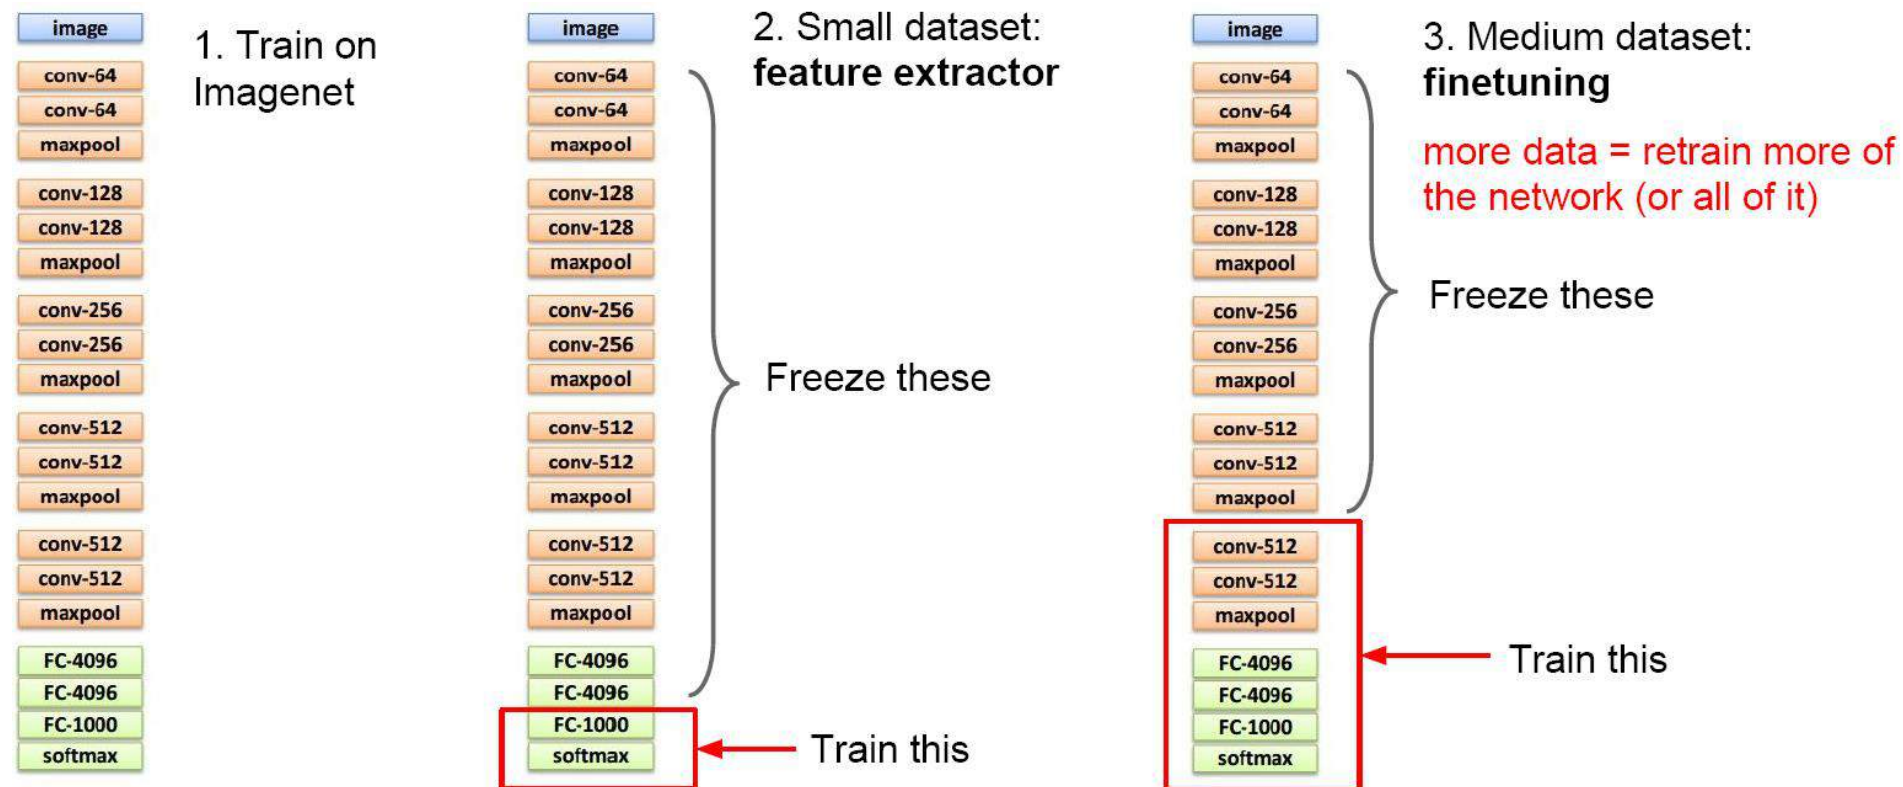 image
conv-64
conv-64
maxpool
conv-128
conv-128
maxpool
conv-256
conv-256
maxpool
conv-512
conv-512
maxpool
conv-512
conv-512
maxpool
FC-4096
FC-4096
FC-1000
softmax
1. Train on
Imagenet
image
conv-64
conv-64
maxpool
conv-128
conv-128
maxpool
conv-256
conv-256
maxpool
conv-512
conv-512
maxpool
conv-512
conv-512
maxpool
FC-4096
FC-4096
FC-1000
softmax
2. Small dataset:
feature extractor
Freeze these
Train this
image
conv-64
conv-64
maxpool
conv-128
conv-128
maxpool
conv-256
conv-256
maxpool
conv-512
conv-512
maxpool
conv-512
conv-512
maxpool
FC-4096
FC-4096
FC-1000
softmax
3. Medium dataset:
finetuning
more data = retrain more of
the network (or all of it)
Freeze these
Train this